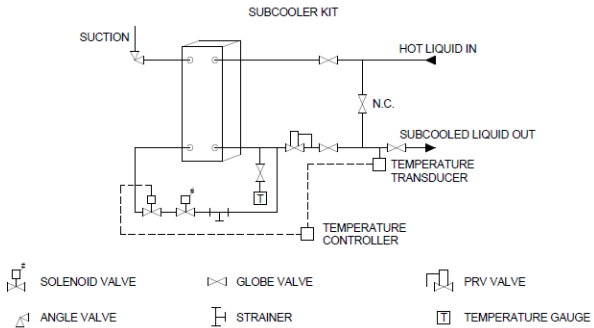 SUBCOOLER KIT
SUCTION
HOT LIQUID IN
N.C.
SUBCOOLED LIQUID OUT
TEMPERATURE
TRANSDUCER
#
T
TEMPERATURE
CONTROLLER
#
SOLENOID VALVE
GLOBE VALVE
PRV VALVE
ANGLE VALVE
STRAINER
T
TEMPERATURE GAUGE